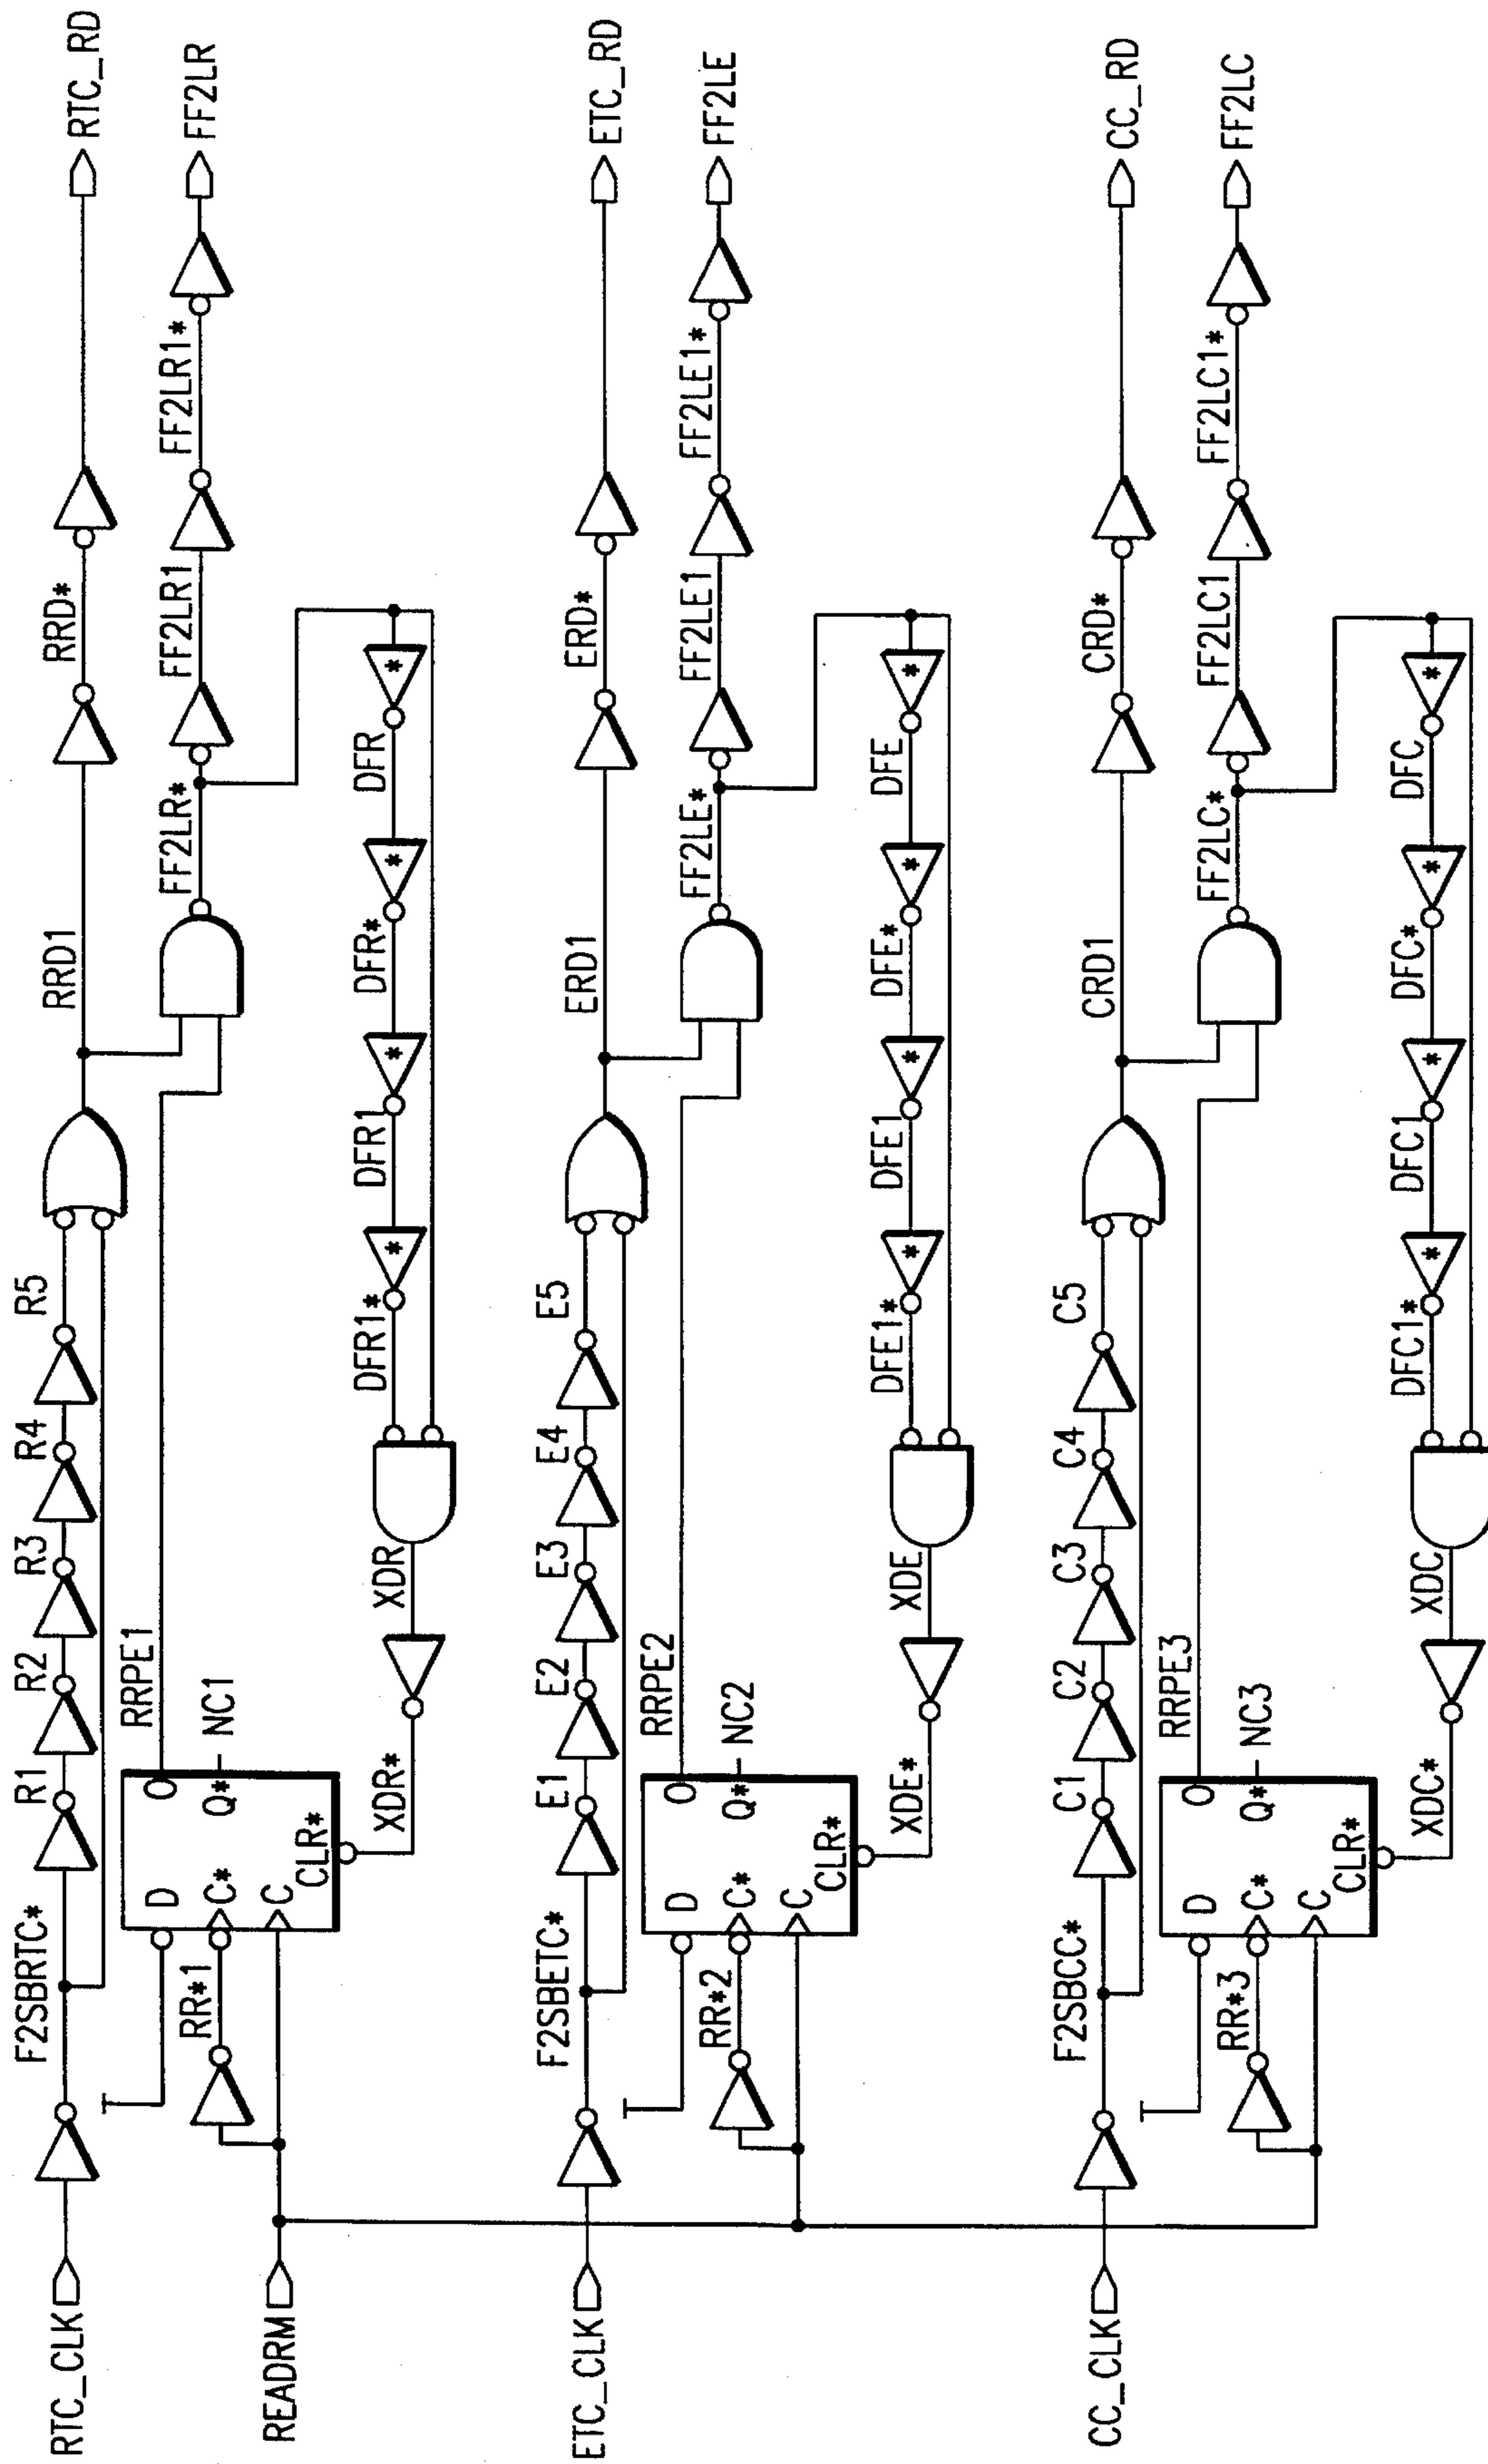 RTC_CLK
F2SBRTC*
R1
R2
R3
R4
R5
RRD1
RRD*
RTC_RD
READRM
RR*1
D
C*
C
Q
Q*
CLR*
NC1
RRPE1
FF2LR*
FF2LR1
FF2LR1*
FF2LR
XDR*
XDR
DFR1*
DFR1
DFR*
DFR
ETC_CLK
F2SBETC*
E1
E2
E3
E4
E5
ERD1
ERD*
ETC_RD
RR*2
D
C*
C
Q
Q*
CLR*
NC2
RRPE2
FF2LE*
FF2LE1
FF2LE1*
FF2LE
XDE*
XDE
DFE1*
DFE1
DFE*
DFE
CC_CLK
F2SBCC*
C1
C2
C3
C4
C5
CRD1
CRD*
CC_RD
RR*3
D
C*
C
Q
Q*
CLR*
NC3
RRPE3
FF2LC*
FF2LC1
FF2LC1*
FF2LC
XDC*
XDC
DFC1*
DFC1
DFC*
DFC